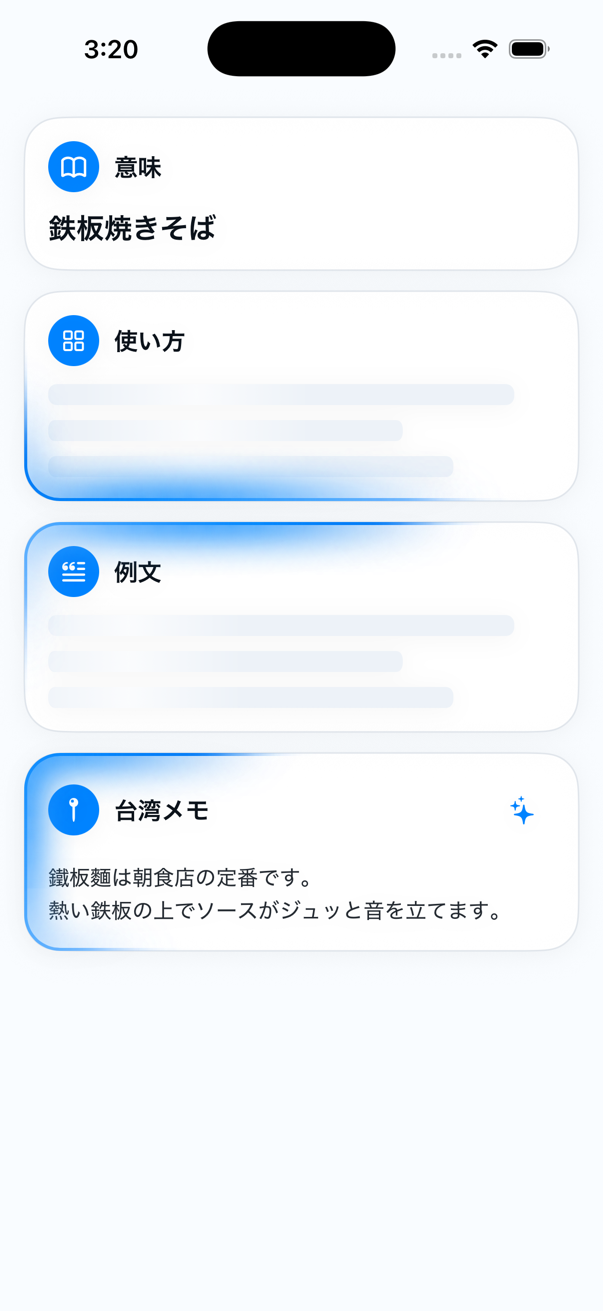 3:20
意味
鉄板焼きそば
使い方
例文
台湾メモ
鐵板麵は朝食店の定番です。
熱い鉄板の上でソースがジュッと音を立てます。